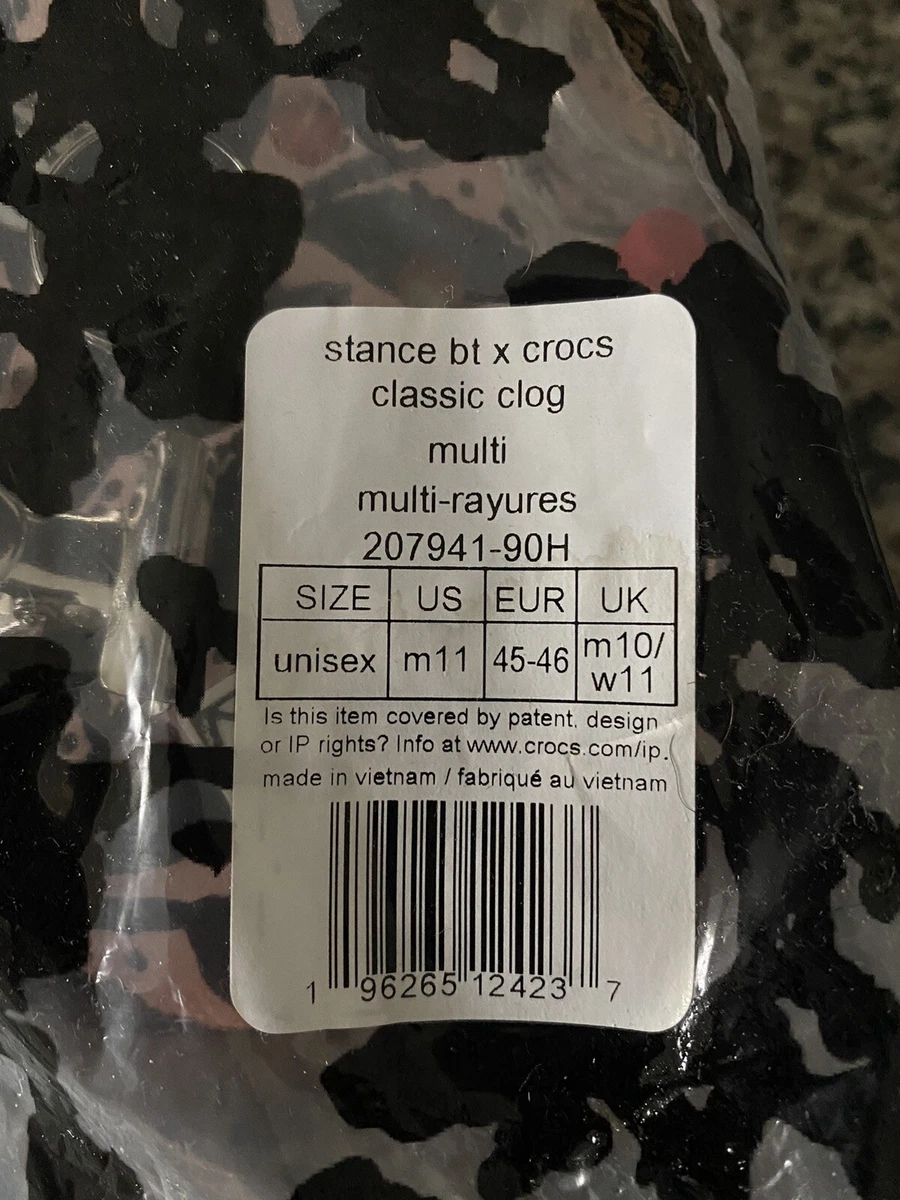 stance bt x crocs
classic clog
multi
multi-rayures
207941-90H
SIZE US EUR UK
unisex m11 45-46 m10/
w11
Is this item covered by patent, design
or IP rights? Info at www.crocs.com/ip.
made in vietnam / fabriqué au vietnam
1 96265 12423 7